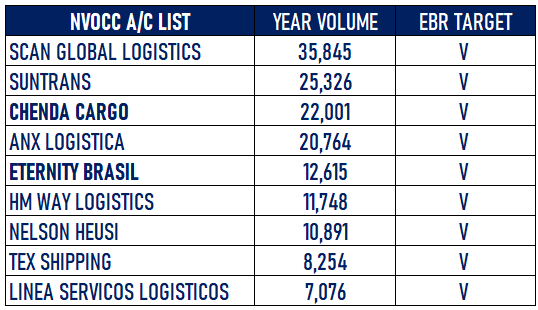 NVOCC A/C LIST YEAR VOLUME EBR TARGET
SCAN GLOBAL LOGISTICS 35,845 V
SUNTRANS 25,326 V
CHENDA CARGO 22,001 V
ANX LOGISTICA 20,764 V
ETERNITY BRASIL 12,615 V
HM WAY LOGISTICS 11,748 V
NELSON HEUSI 10,891 V
TEX SHIPPING 8,254 V
LINEA SERVICOS LOGISTICOS 7,076 V